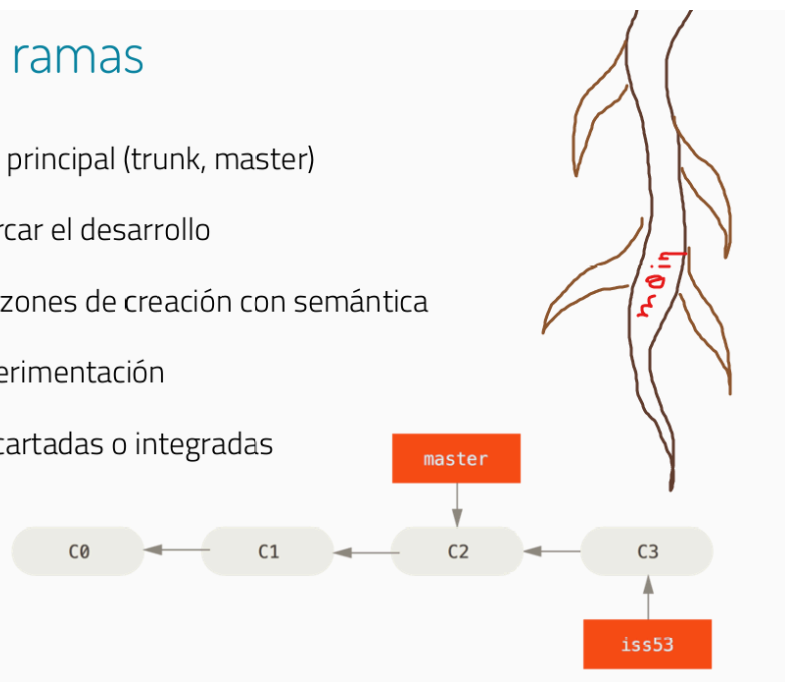 ramas
principal (trunk, master)
rcar el desarrollo
zones de creación con semántica
erimentación
cartadas o integradas
main
master
C0 C1 C2 C3
iss53